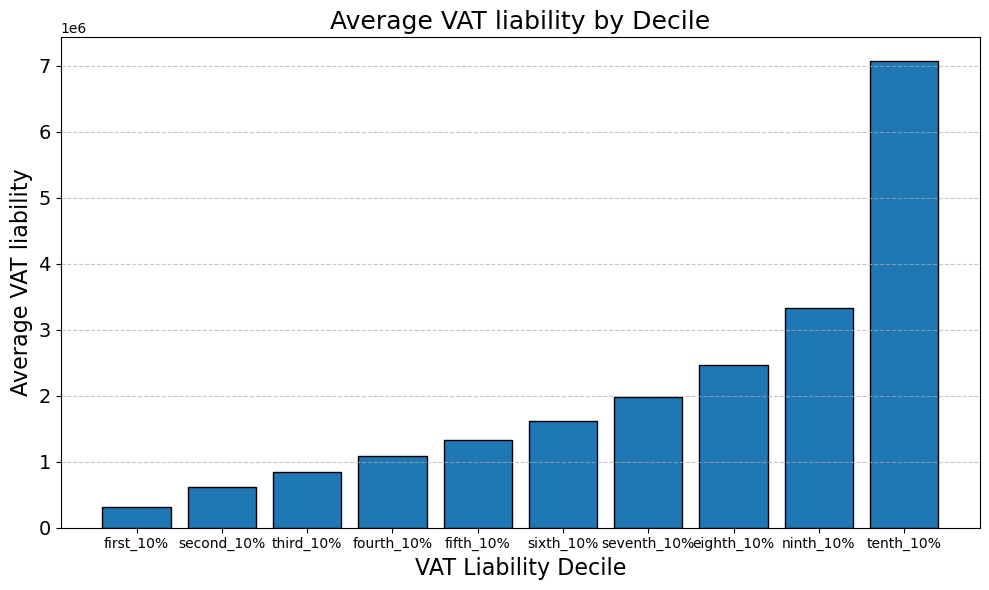 Average VAT liability by Decile
1e6
7
6
5
4
3
2
1
0
Average VAT liability
first_10% second_10% third_10% fourth_10% fifth_10% sixth_10% seventh_10% eighth_10% ninth_10% tenth_10%
VAT Liability Decile